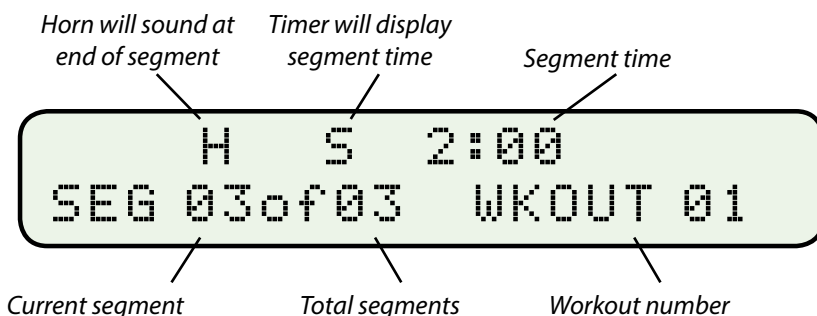 Horn will sound at
end of segment
Timer will display
segment time
Segment time
H S 2:00
SEG 03of03 WKOUT 01
Current segment
Total segments
Workout number